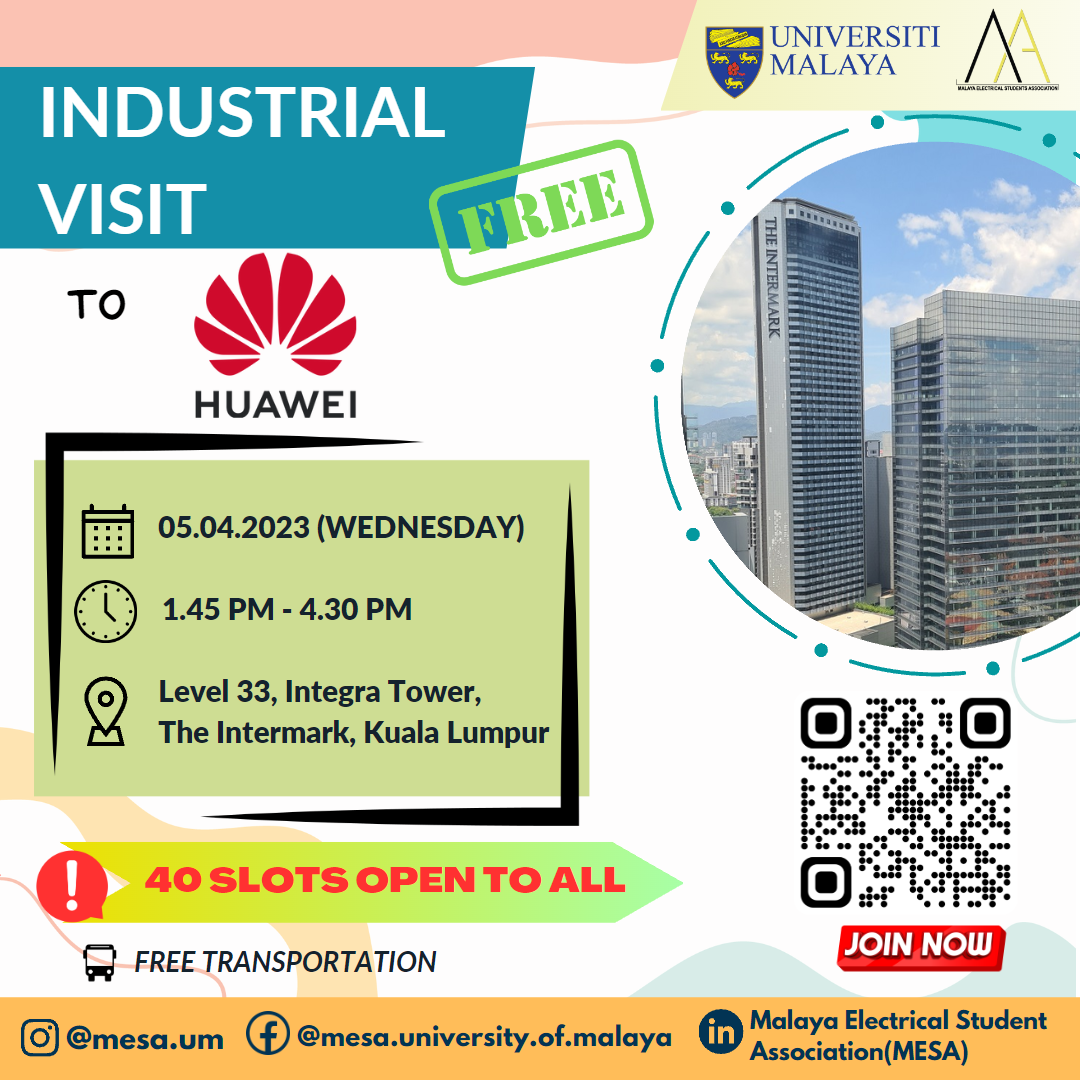 UNIVERSITI
MALAYA
MALAYA ELECTRICAL STUDENTS ASSOCIATION
INDUSTRIAL
VISIT
FREE
TO
HUAWEI
THE INTERMARK
05.04.2023 (WEDNESDAY)
1.45 PM - 4.30 PM
Level 33, Integra Tower,
The Intermark, Kuala Lumpur
40 SLOTS OPEN TO ALL
FREE TRANSPORTATION
JOIN NOW
@mesa.um
@mesa.university.of.malaya
in
Malaya Electrical Student
Association(MESA)